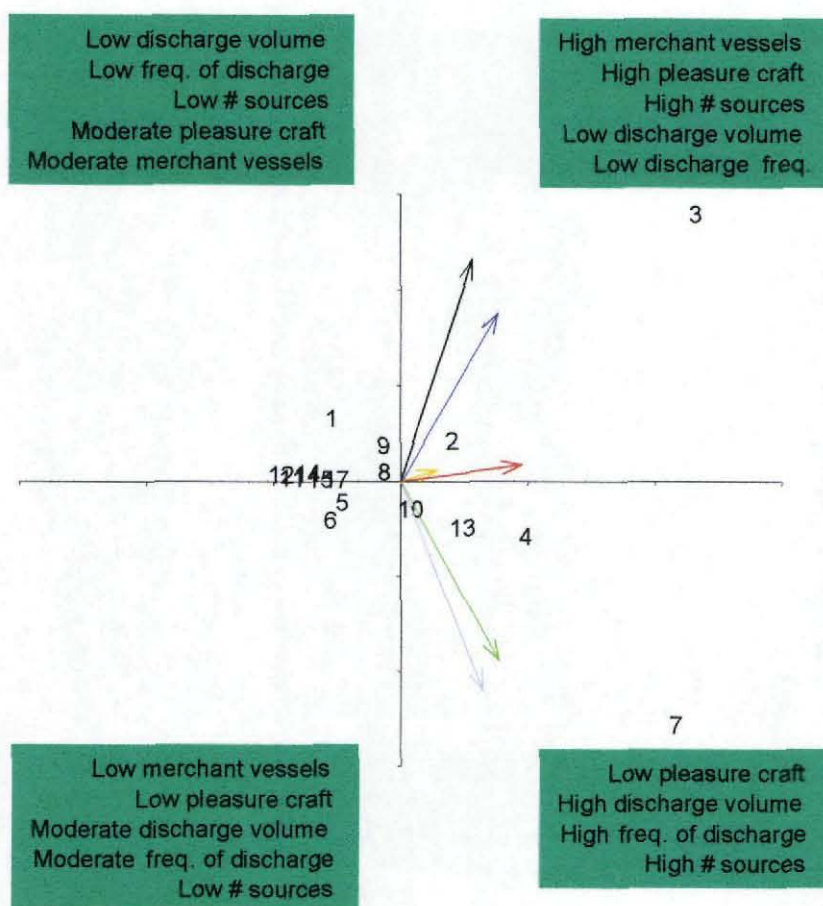 Low discharge volume
Low freq. of discharge
Low # sources
Moderate pleasure craft
Moderate merchant vessels
High merchant vessels
High pleasure craft
High # sources
Low discharge volume
Low discharge freq.
3
1
9
2
8
5
10
6
13
4
7
Low merchant vessels
Low pleasure craft
Moderate discharge volume
Moderate freq. of discharge
Low # sources
Low pleasure craft
High discharge volume
High freq. of discharge
High # sources